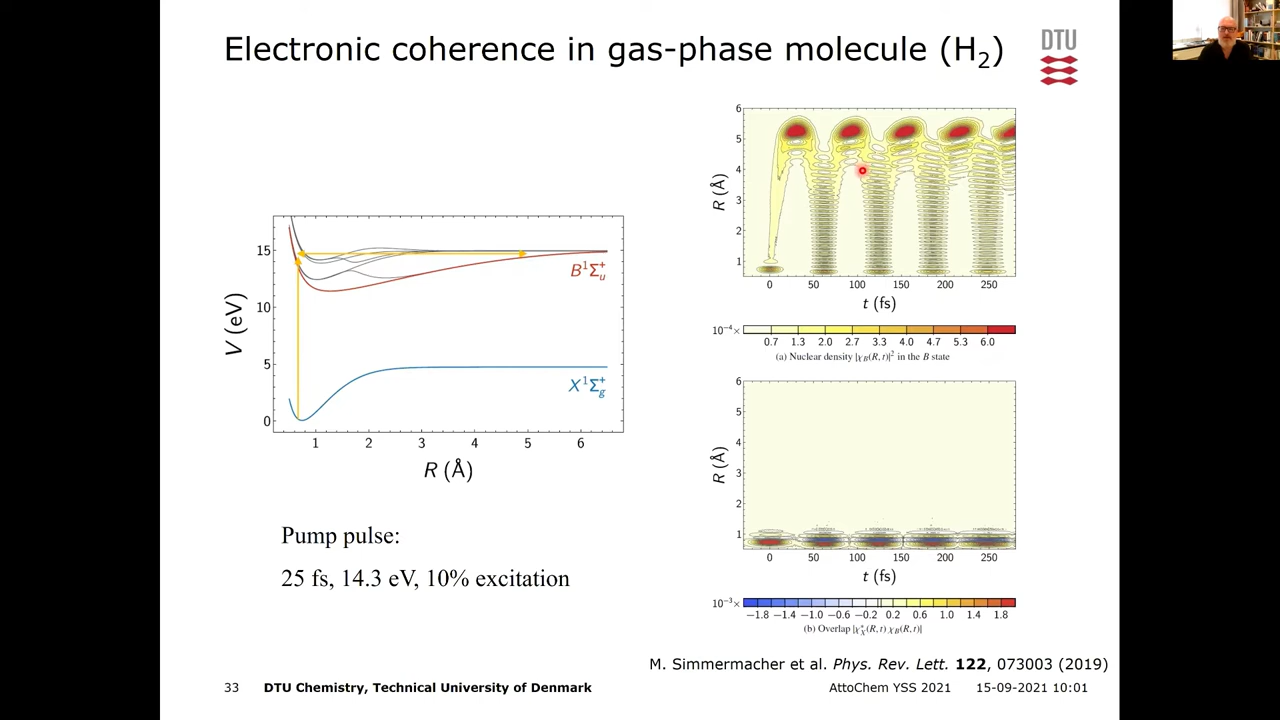 Electronic coherence in gas-phase molecule (H₂)
DTU
15
10
5
0
V (eV)
B¹Σᵤ⁺
X¹Σg⁺
1 2 3 4 5 6
R (Å)
Pump pulse:
25 fs, 14.3 eV, 10% excitation
6
5
4
3
2
1
R (Å)
0 50 100 150 200 250
t (fs)
10⁻⁴×
0.7 1.3 2.0 2.7 3.3 4.0 4.7 5.3 6.0
(a) Nuclear density |χB(R,t)|² in the B state
6
5
4
3
2
1
R (Å)
0 50 100 150 200 250
t (fs)
10⁻³×
−1.8 −1.4 −1.0 −0.6 −0.2 0.2 0.6 1.0 1.4 1.8
(b) Overlap |χ*X(R,t) χB(R,t)|
M. Simmermacher et al. Phys. Rev. Lett. 122, 073003 (2019)
33 DTU Chemistry, Technical University of Denmark AttoChem YSS 2021 15-09-2021 10:01